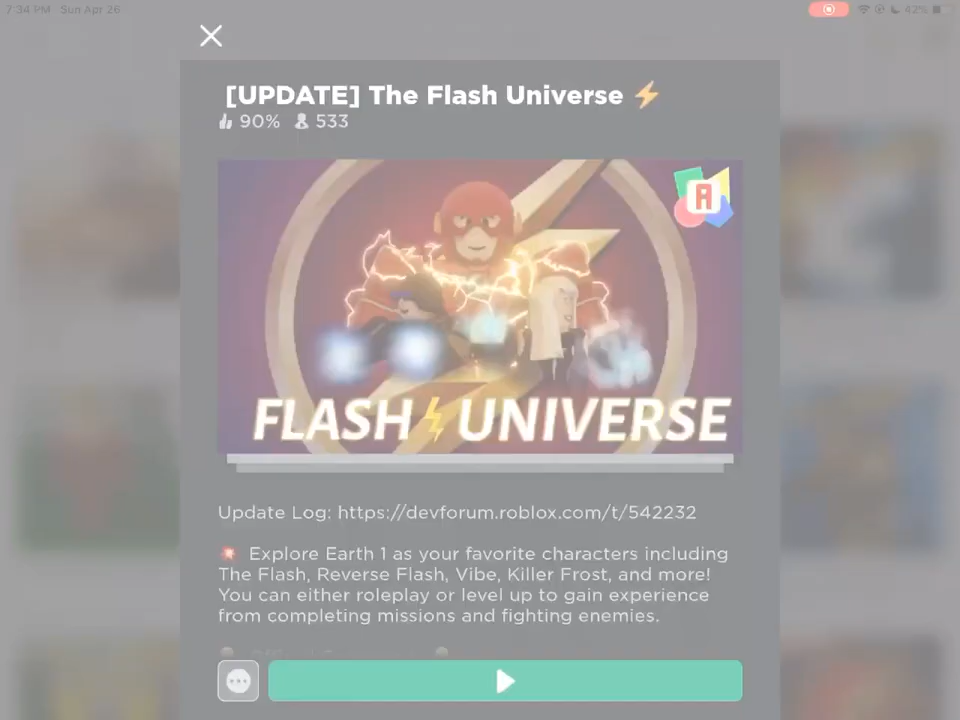 7:34 PM Sun Apr 26
42%
[UPDATE] The Flash Universe ⚡
90% 533
A
FLASH⚡UNIVERSE
Update Log: https://devforum.roblox.com/t/542232
💥 Explore Earth 1 as your favorite characters including
The Flash, Reverse Flash, Vibe, Killer Frost, and more!
You can either roleplay or level up to gain experience
from completing missions and fighting enemies.